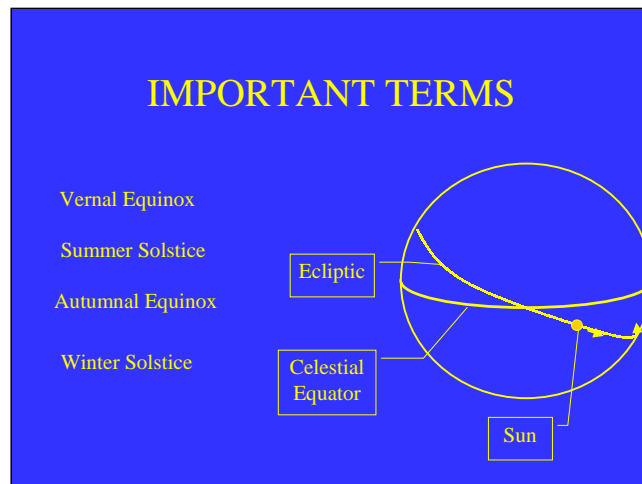 IMPORTANT TERMS
Vernal Equinox
Summer Solstice
Autumnal Equinox
Winter Solstice
Ecliptic
Celestial
Equator
Sun